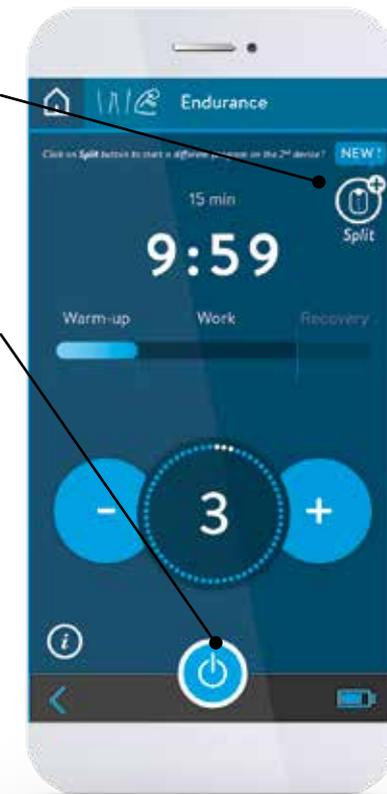 Endurance
Click on Split button to start a different program on the 2nd device !
NEW !
15 min
Split
9:59
Warm-up Work Recovery
- 3 +
i